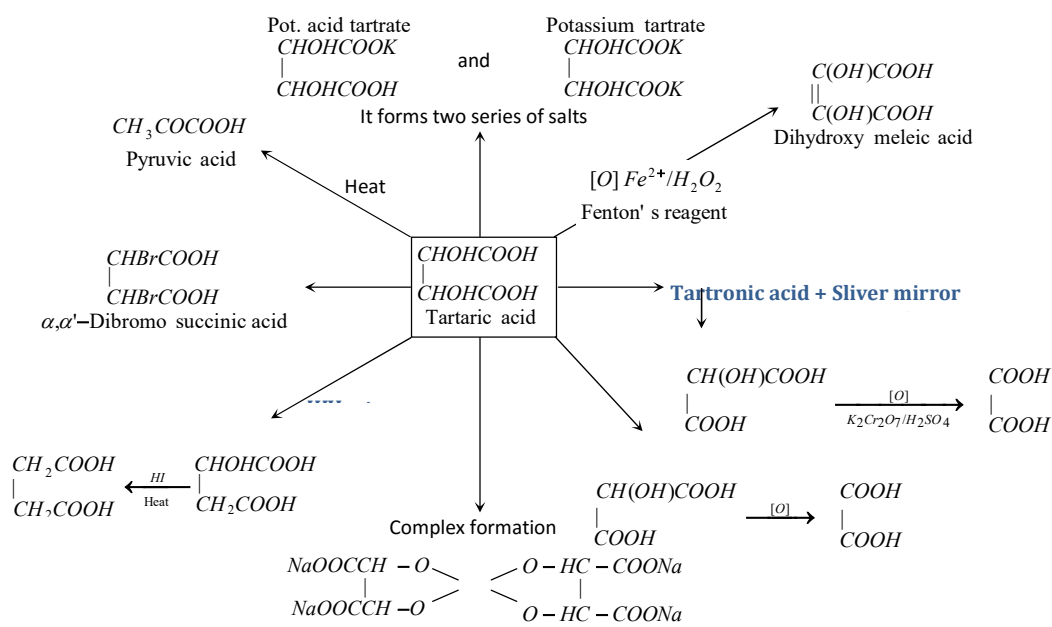 Pot. acid tartrate
CHOHCOOK
CHOHCOOH
and
Potassium tartrate
CHOHCOOK
CHOHCOOK
It forms two series of salts
C(OH)COOH
C(OH)COOH
Dihydroxy meleic acid
CH3COCOOH
Pyruvic acid
Heat
[O] Fe2+/H2O2
Fenton' s reagent
CHBrCOOH
CHBrCOOH
α,α'–Dibromo succinic acid
CHOHCOOH
CHOHCOOH
Tartaric acid
Tartronic acid + Sliver mirror
CH(OH)COOH
COOH
[O]
K2Cr2O7/H2SO4
COOH
COOH
CH2COOH
CH2COOH
HI
Heat
CHOHCOOH
CH2COOH
CH(OH)COOH
COOH
[O]
COOH
COOH
Complex formation
NaOOCCH – O
NaOOCCH – O
O – HC – COONa
O – HC – COONa